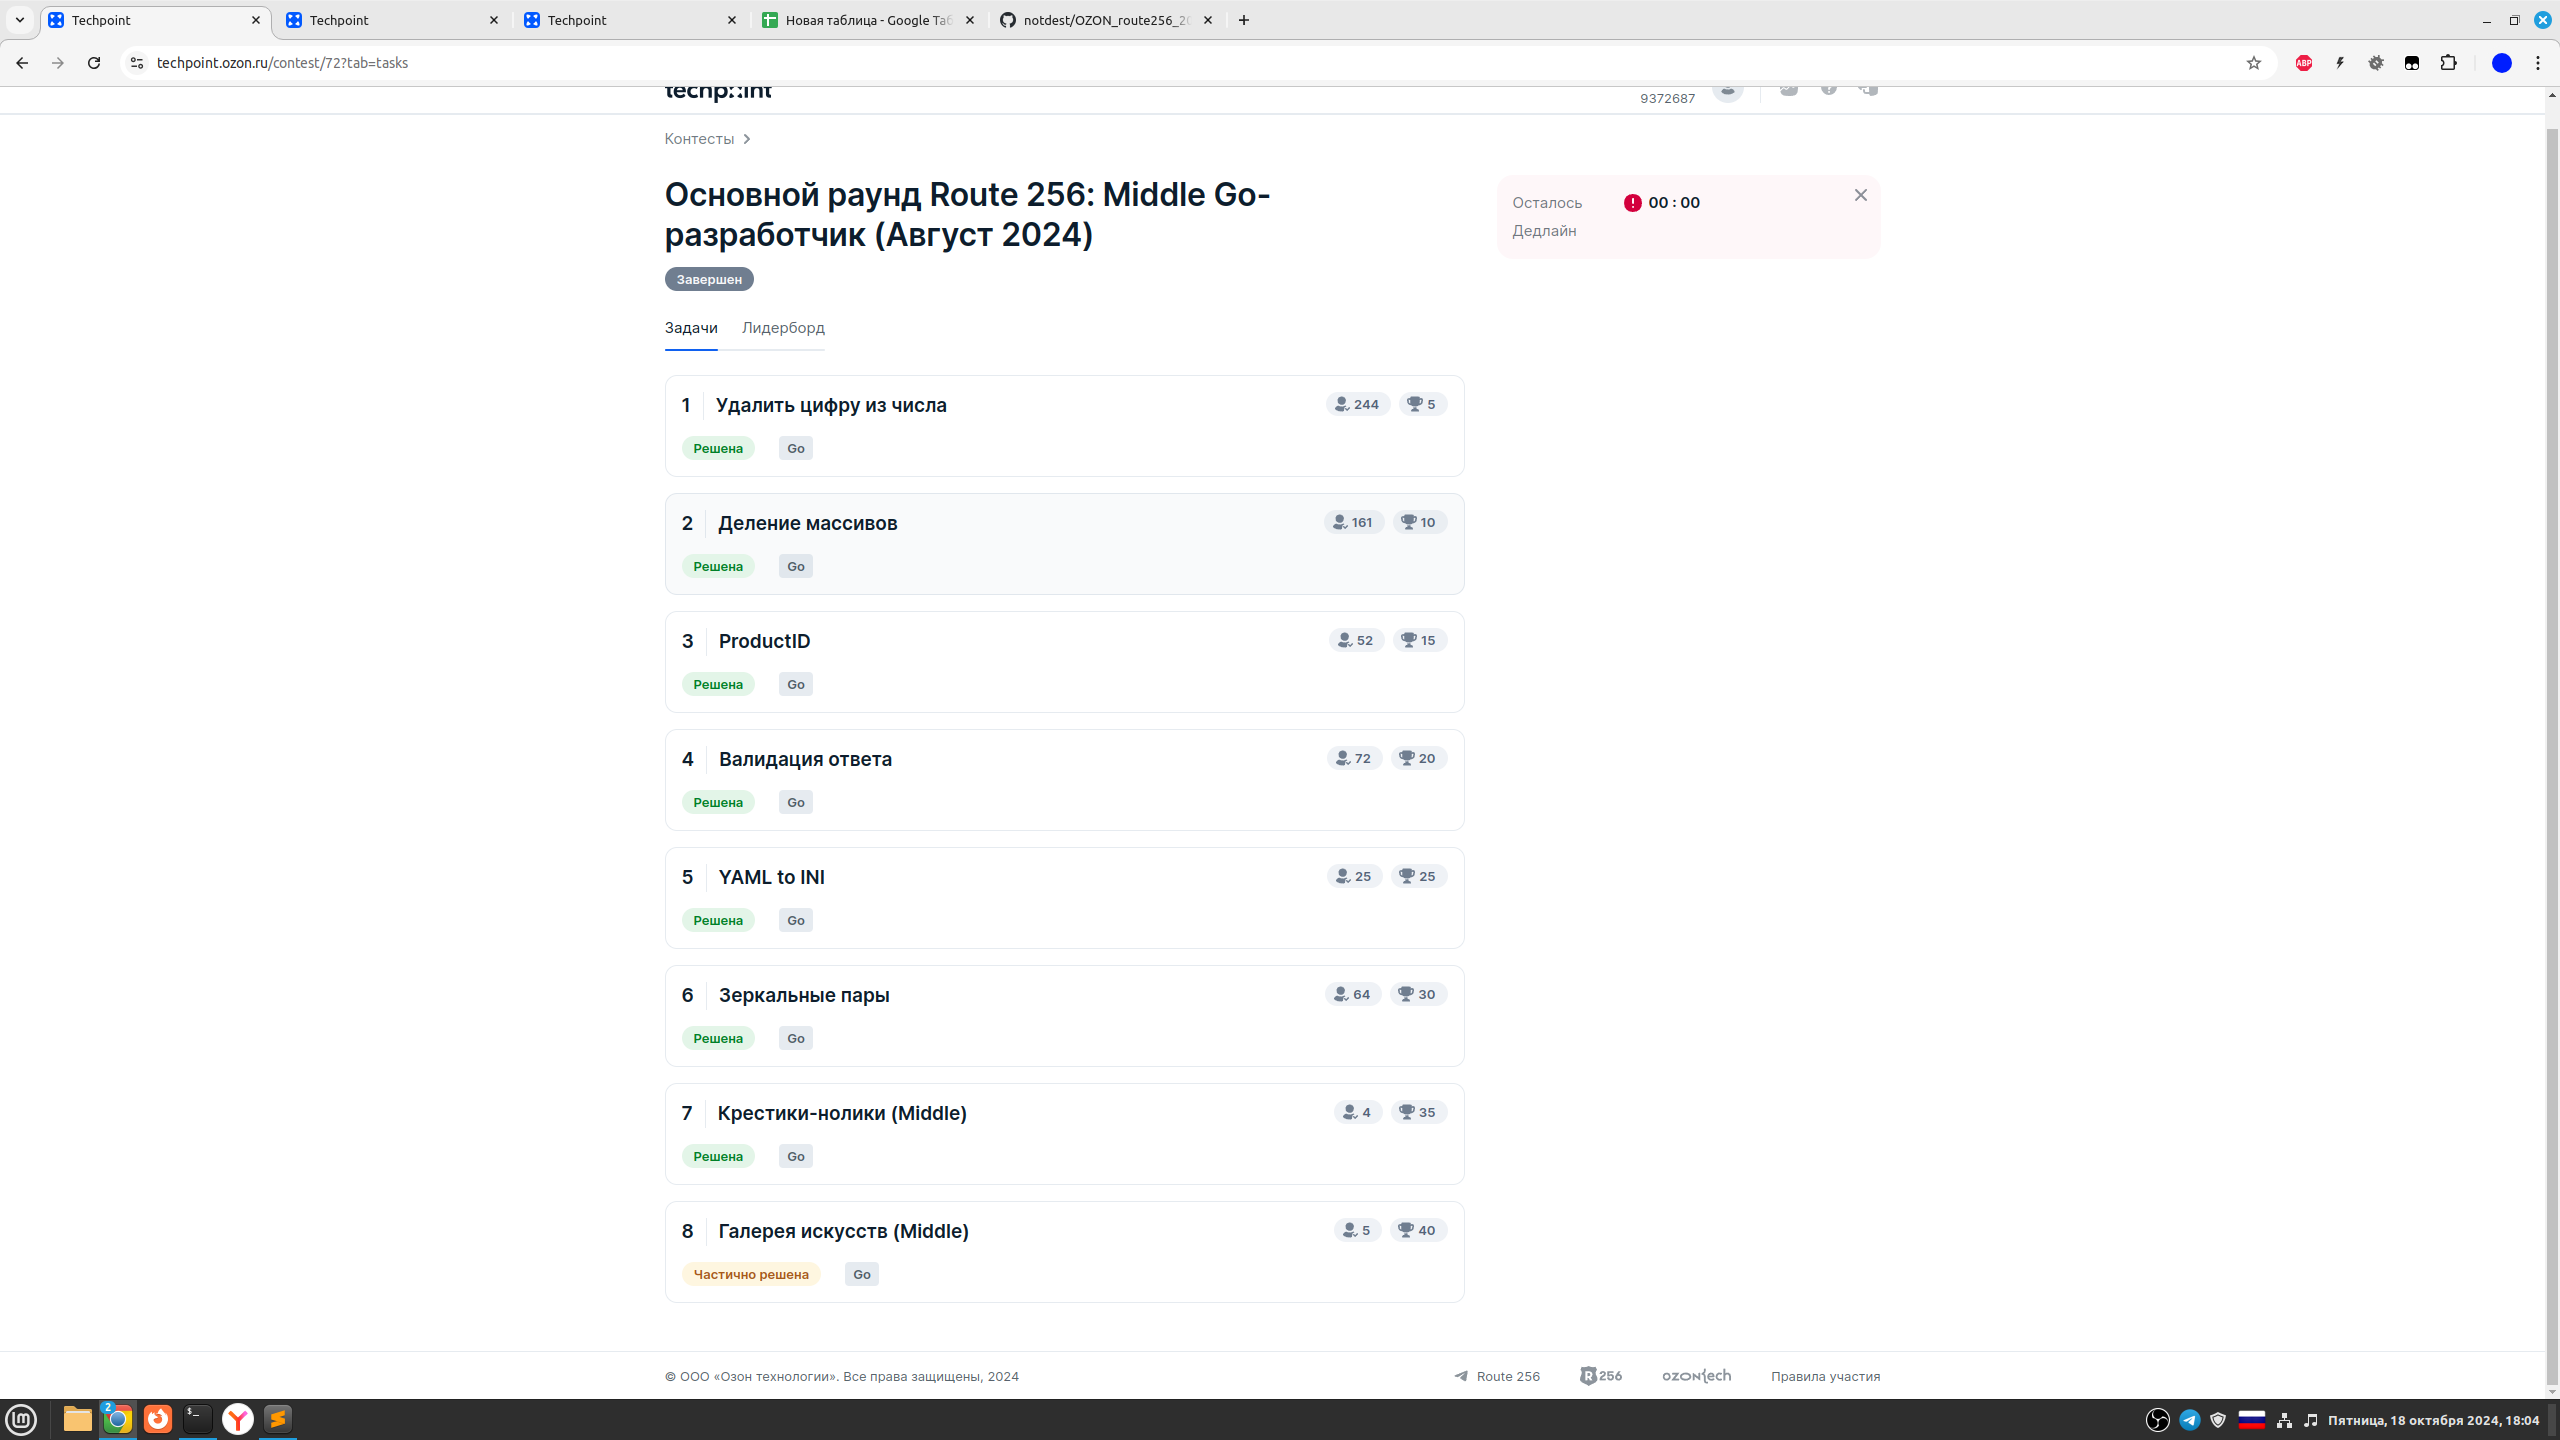 Techpoint
Techpoint
Techpoint
Новая таблица - Google Таб
notdest/OZON_route256_20
techpoint.ozon.ru/contest/72?tab=tasks
techpoint
9372687
Контесты
Основной раунд Route 256: Middle Go-
разработчик (Август 2024)
Осталось 00 : 00
Дедлайн
Завершен
Задачи Лидерборд
1 Удалить цифру из числа 244 5
Решена Go
2 Деление массивов 161 10
Решена Go
3 ProductID 52 15
Решена Go
4 Валидация ответа 72 20
Решена Go
5 YAML to INI 25 25
Решена Go
6 Зеркальные пары 64 30
Решена Go
7 Крестики-нолики (Middle) 4 35
Решена Go
8 Галерея искусств (Middle) 5 40
Частично решена Go
© ООО «Озон технологии». Все права защищены, 2024
Route 256
R256
ozontech
Правила участия
2
Пятница, 18 октября 2024, 18:04